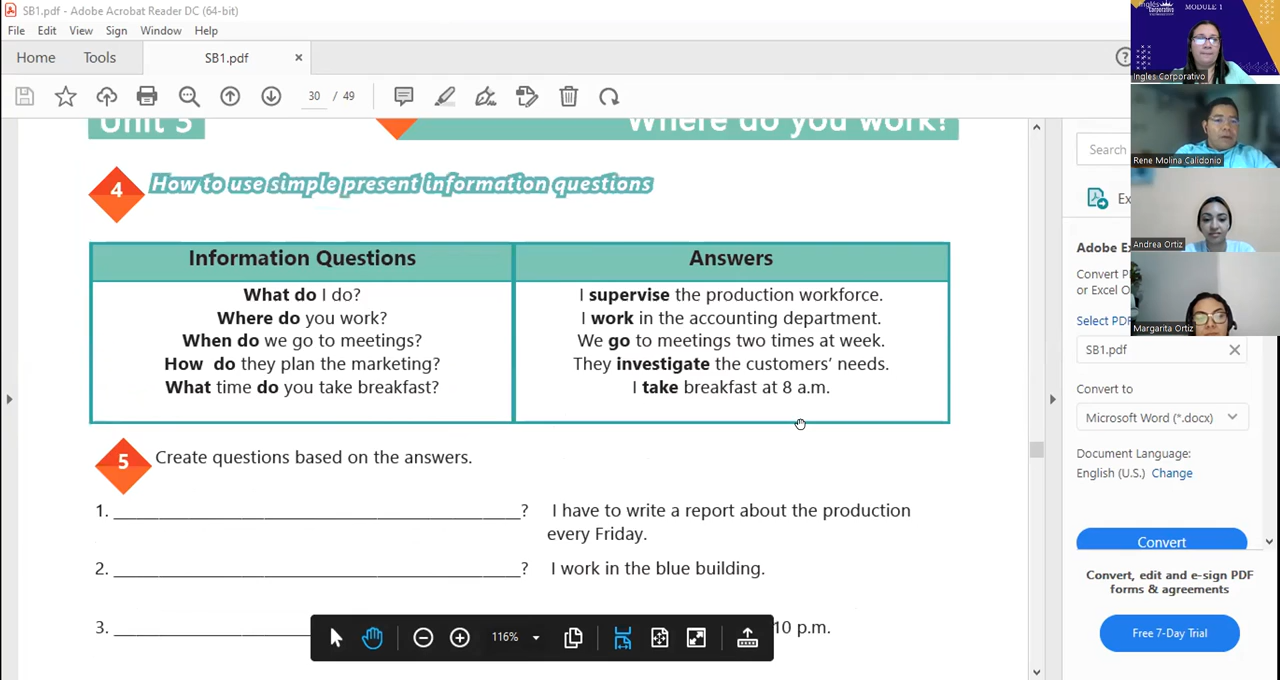 SB1.pdf - Adobe Acrobat Reader DC (64-bit)
File Edit View Sign Window Help
Home Tools SB1.pdf ×
30 / 49
Unit 3 Where do you work?
4 How to use simple present information questions
Information Questions
What do I do?
Where do you work?
When do we go to meetings?
How do they plan the marketing?
What time do you take breakfast?
Answers
I supervise the production workforce.
I work in the accounting department.
We go to meetings two times at week.
They investigate the customers’ needs.
I take breakfast at 8 a.m.
5 Create questions based on the answers.
1. ? I have to write a report about the production
every Friday.
2. ? I work in the blue building.
3. 10 p.m.
116%
Search
Ex
Adobe Ex
Convert P
or Excel O
Select PDF
SB1.pdf
Convert to
Microsoft Word (*.docx)
Document Language:
English (U.S.) Change
Convert
Convert, edit and e-sign PDF
forms & agreements
Free 7-Day Trial
Inglés
Corporativo
MODULE 1
Ingles Corporativo
Rene Molina Calidonio
Andrea Ortiz
Margarita Ortiz